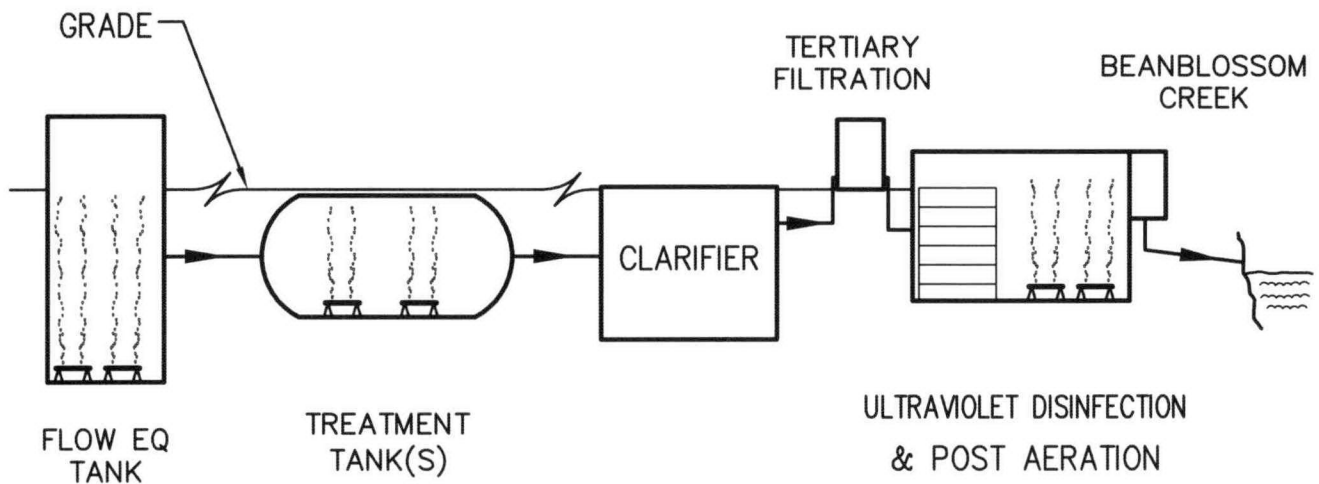 GRADE
TERTIARY
FILTRATION
BEANBLOSSOM
CREEK
CLARIFIER
FLOW EQ
TANK
TREATMENT
TANK(S)
ULTRAVIOLET DISINFECTION
& POST AERATION